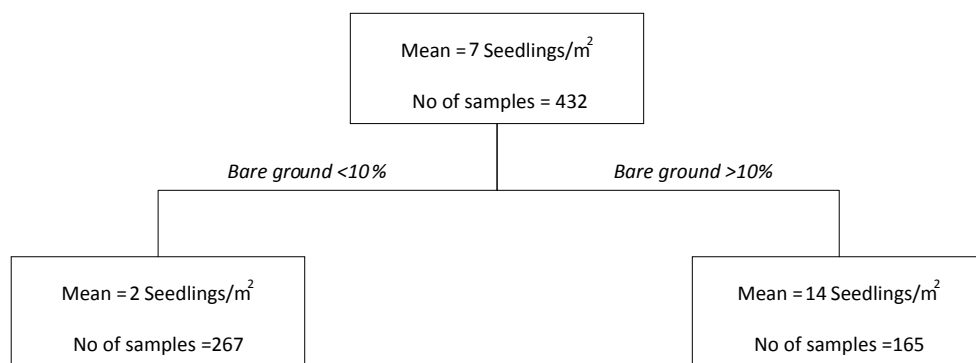 Mean =7 Seedlings/m²
No of samples = 432
Bare ground <10%
Bare ground >10%
Mean =2 Seedlings/m²
No of samples =267
Mean =14 Seedlings/m²
No of samples =165